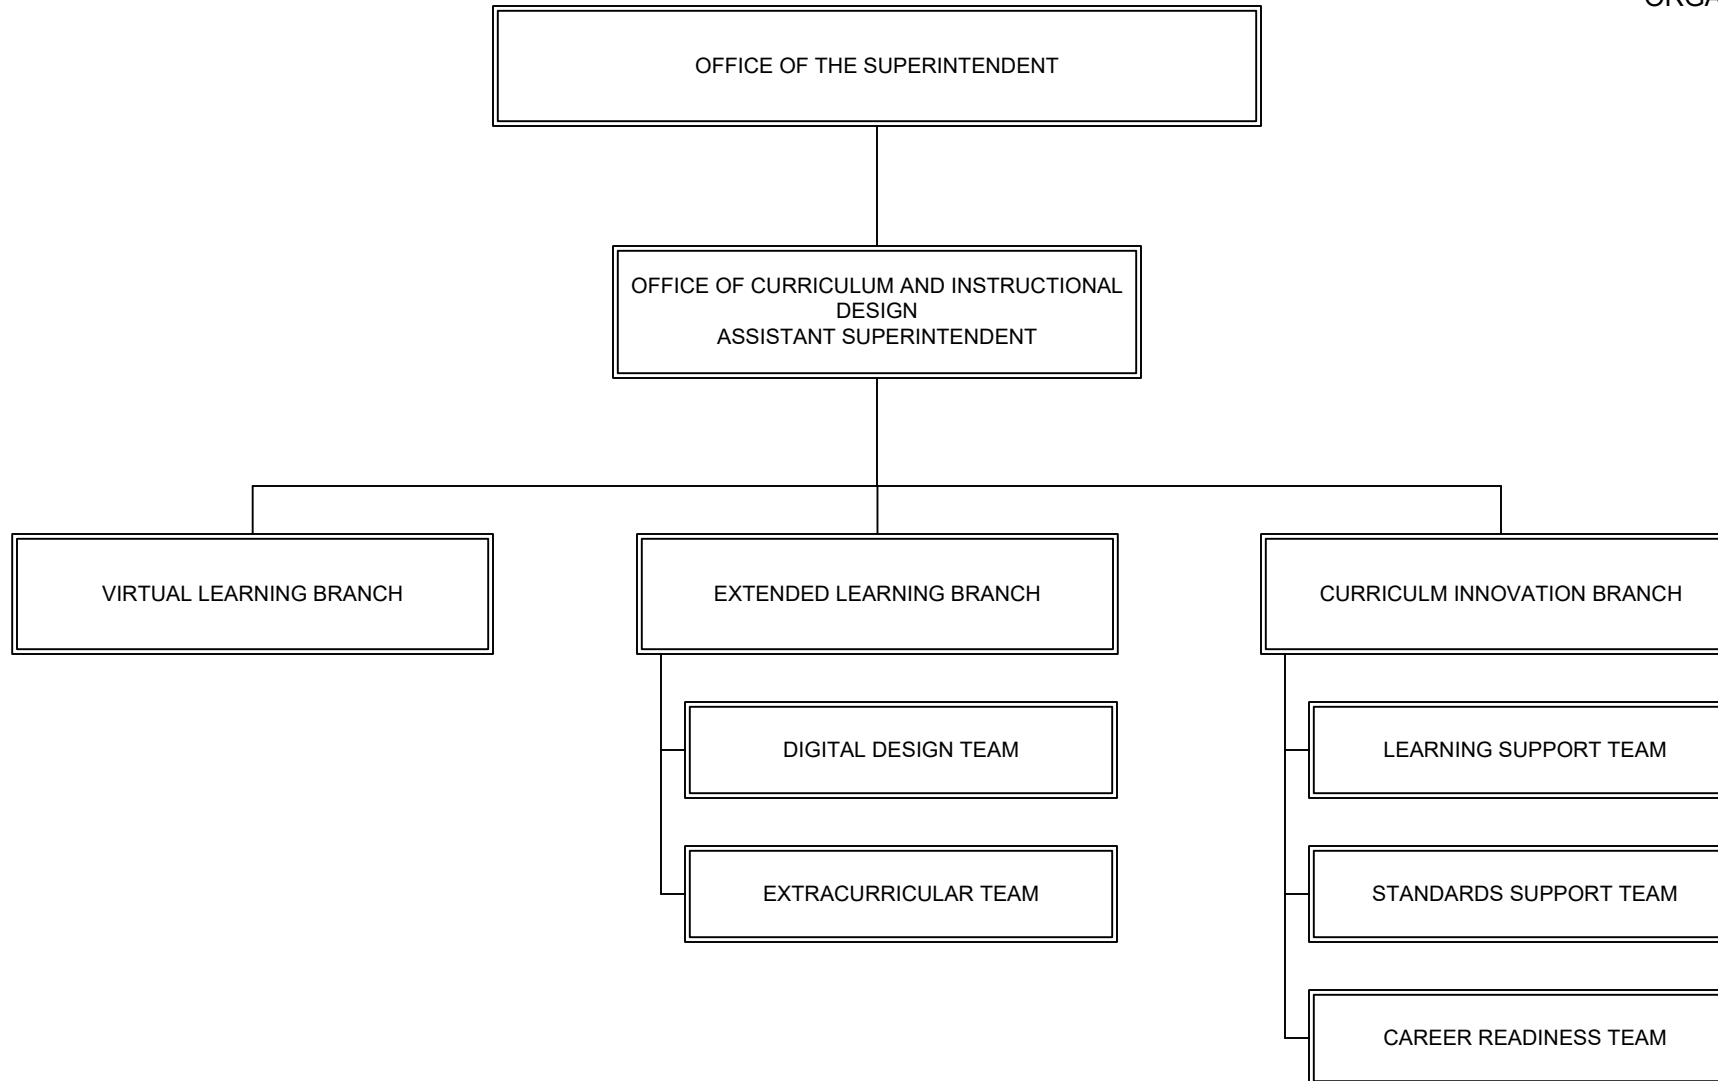 OFFICE OF THE SUPERINTENDENT
OFFICE OF CURRICULUM AND INSTRUCTIONAL
DESIGN
ASSISTANT SUPERINTENDENT
VIRTUAL LEARNING BRANCH
EXTENDED LEARNING BRANCH
CURRICULM INNOVATION BRANCH
DIGITAL DESIGN TEAM
LEARNING SUPPORT TEAM
EXTRACURRICULAR TEAM
STANDARDS SUPPORT TEAM
CAREER READINESS TEAM